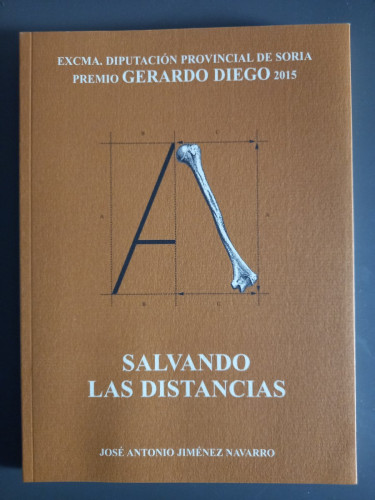 EXCMA. DIPUTACIÓN PROVINCIAL DE SORIA
PREMIO GERARDO DIEGO 2015
SALVANDO
LAS DISTANCIAS
JOSÉ ANTONIO JIMÉNEZ NAVARRO